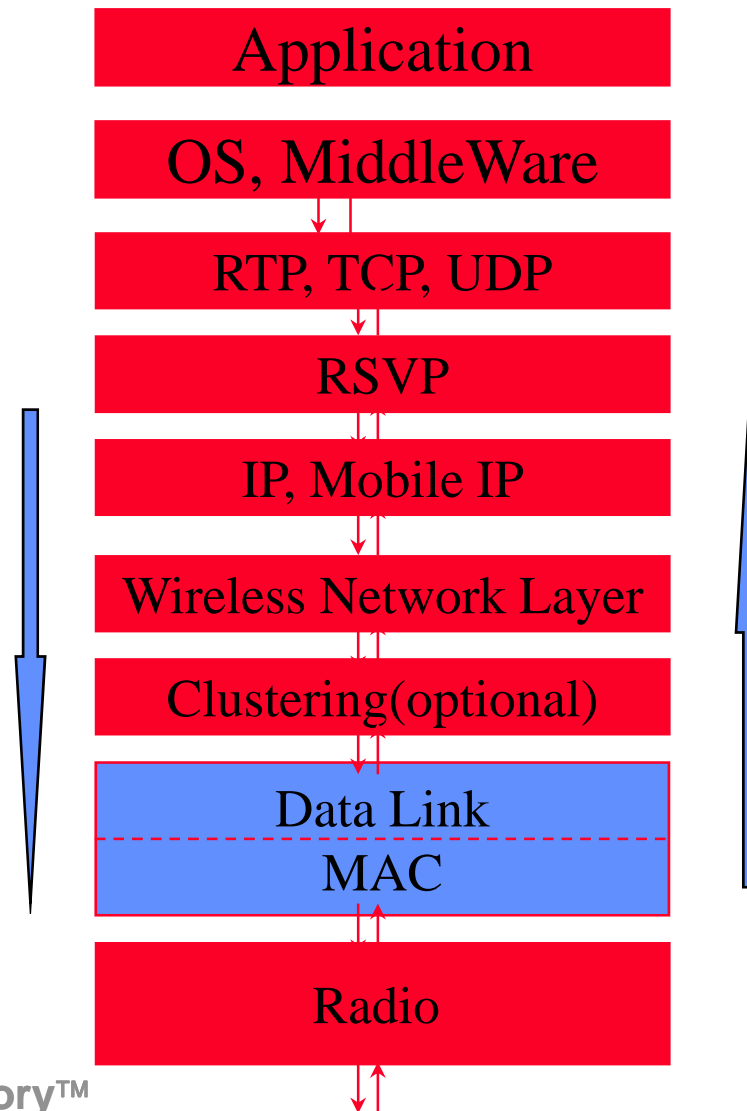 Application
OS, MiddleWare
RTP, TCP, UDP
RSVP
IP, Mobile IP
Wireless Network Layer
Clustering(optional)
Data Link
MAC
Radio
ory™